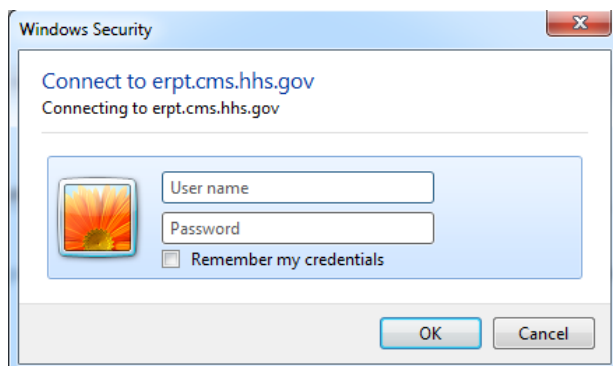 Windows Security
Connect to erpt.cms.hhs.gov
Connecting to erpt.cms.hhs.gov
User name
Password
Remember my credentials
OK Cancel